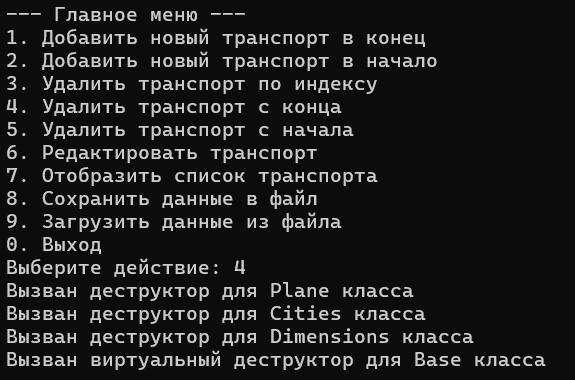 --- Главное меню ---
1. Добавить новый транспорт в конец
2. Добавить новый транспорт в начало
3. Удалить транспорт по индексу
4. Удалить транспорт с конца
5. Удалить транспорт с начала
6. Редактировать транспорт
7. Отобразить список транспорта
8. Сохранить данные в файл
9. Загрузить данные из файла
0. Выход
Выберите действие: 4
Вызван деструктор для Plane класса
Вызван деструктор для Cities класса
Вызван деструктор для Dimensions класса
Вызван виртуальный деструктор для Base класса